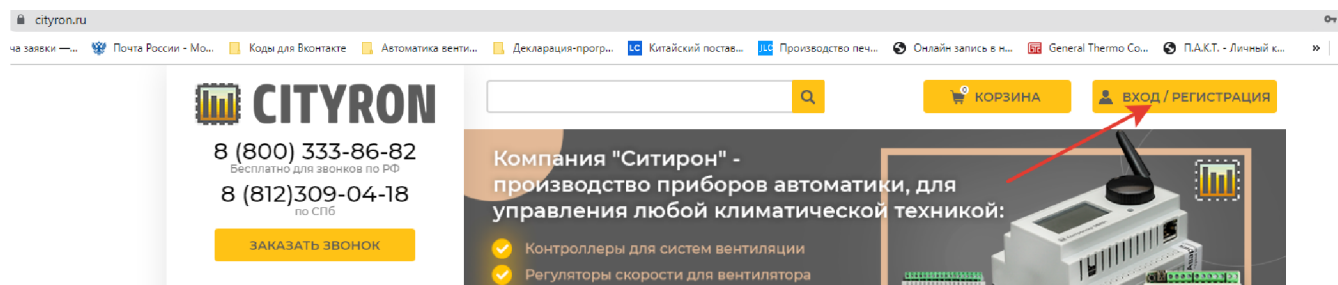 cityron.ru
ча заявки —...
Почта России - Мо...
Коды для Вконтакте
Автоматика венти...
Декларация-прогр...
LC Китайский постав...
JLC Производство печ...
Онлайн запись в н...
General Thermo Co...
П.А.К.Т. - Личный к...
»
CITYRON
0
КОРЗИНА
ВХОД / РЕГИСТРАЦИЯ
8 (800) 333-86-82
Бесплатно для звонков по РФ
8 (812)309-04-18
по СПб
ЗАКАЗАТЬ ЗВОНОК
Компания "Ситирон" -
производство приборов автоматики, для
управления любой климатической техникой:
Контроллеры для систем вентиляции
Регуляторы скорости для вентилятора